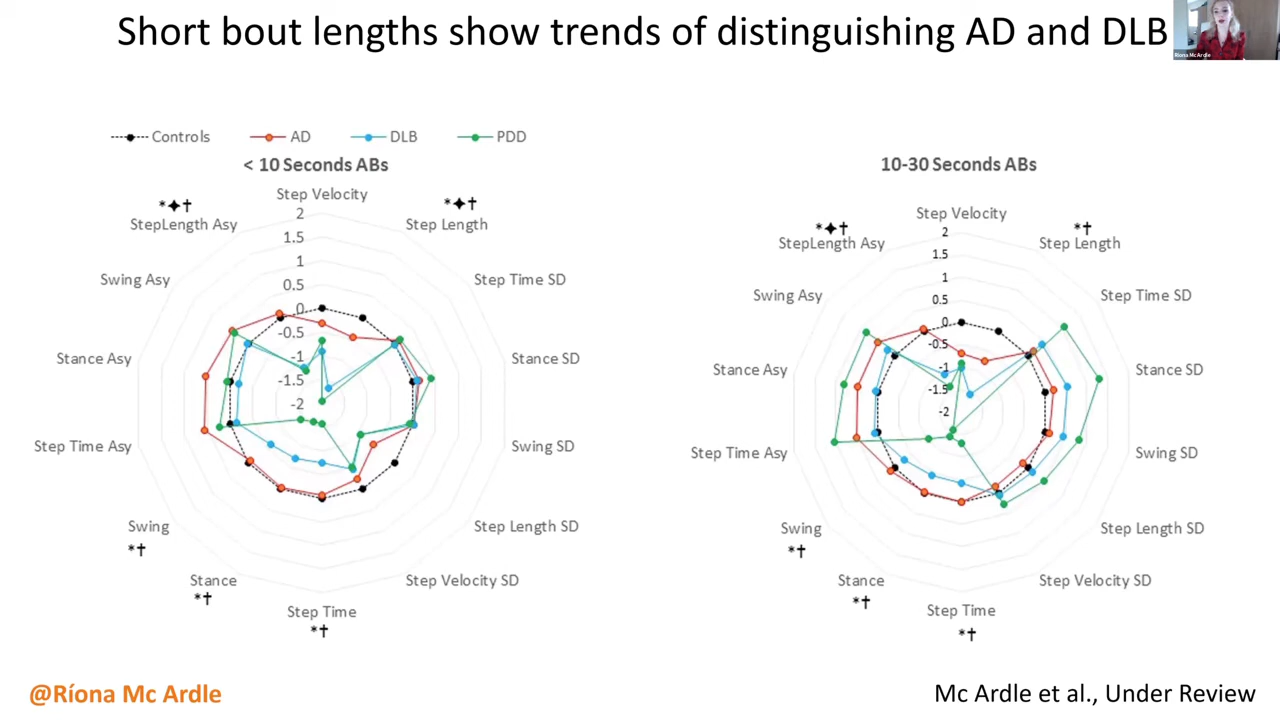 Short bout lengths show trends of distinguishing AD and DLB
Ríona Mc Ardle
Controls AD DLB PDD
< 10 Seconds ABs
Step Velocity
*✦† *✦†
StepLength Asy Step Length
Swing Asy Step Time SD
Stance Asy Stance SD
Step Time Asy Swing SD
Swing Step Length SD
*†
Stance Step Velocity SD
*†
Step Time
*†
2
1.5
1
0.5
0
-0.5
-1
-1.5
-2
10-30 Seconds ABs
Step Velocity
*✦† *†
StepLength Asy Step Length
Swing Asy Step Time SD
Stance Asy Stance SD
Step Time Asy Swing SD
Swing Step Length SD
*†
Stance Step Velocity SD
*†
Step Time
*†
2
1.5
1
0.5
0
-0.5
-1
-1.5
-2
@Ríona Mc Ardle
Mc Ardle et al., Under Review